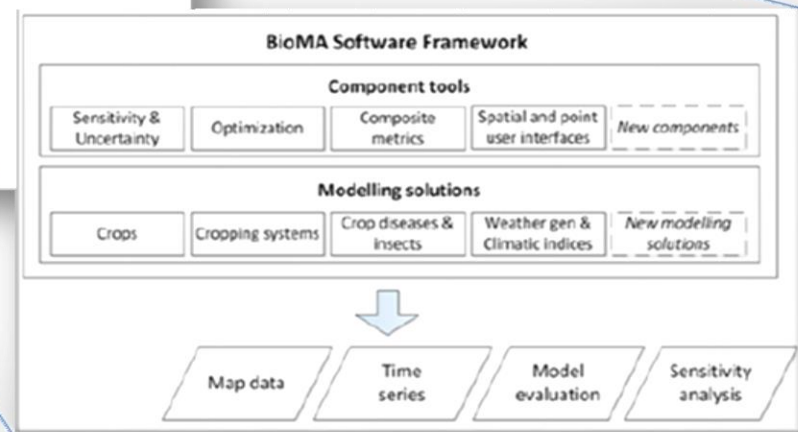 BioMA Software Framework
Component tools
Sensitivity &
Uncertainty
Optimization
Composite
metrics
Spatial and point
user interfaces
New components
Modelling solutions
Crops
Cropping systems
Crop diseases &
insects
Weather gen &
Climatic indices
New modelling
solutions
Map data
Time
series
Model
evaluation
Sensitivity
analysis